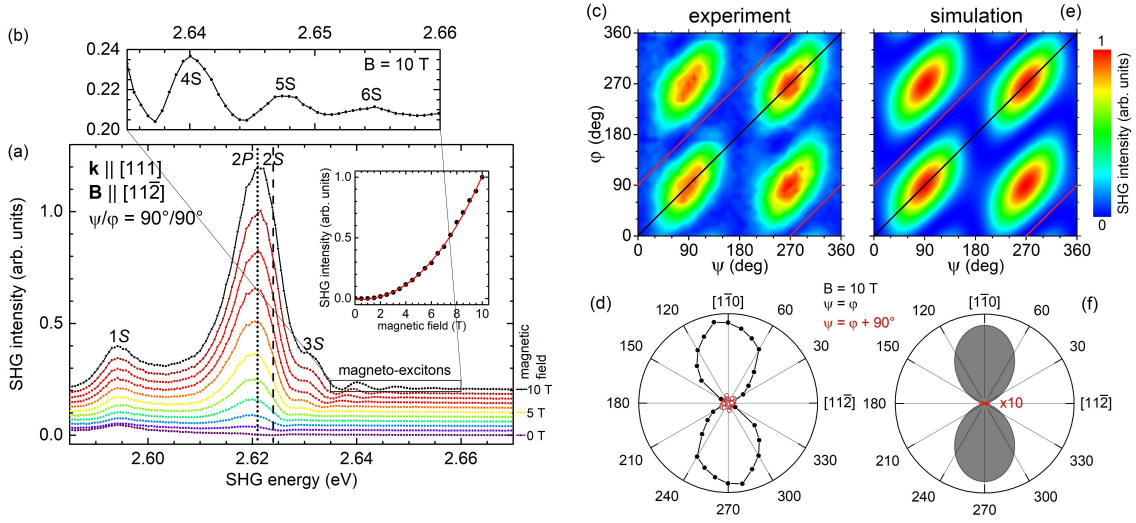 (b)
2.64
2.65
2.66
0.24
0.22
0.20
B = 10 T
4S
5S
6S
(a)
k || [111]
B || [112̄]
ψ/φ = 90°/90°
2P
2S
1S
3S
magneto-excitons
SHG intensity (arb. units)
1.0
0.5
0.0
2.60
2.62
2.64
2.66
SHG energy (eV)
magnetic field
10 T
5 T
0 T
SHG intensity (arb. units)
1.0
0.5
0.0
0 2 4 6 8 10
magnetic field (T)
(c)
experiment
φ (deg)
360
270
180
90
0
0 90 180 270 360
ψ (deg)
simulation
(e)
0 90 180 270 360
ψ (deg)
1
0
SHG intensity (arb. units)
(d)
[11̄0]
120
60
150
30
180
[112̄]
210
330
240
300
270
B = 10 T
ψ = φ
ψ = φ + 90°
(f)
[11̄0]
120
60
150
30
180
[112̄]
x10
210
330
240
300
270